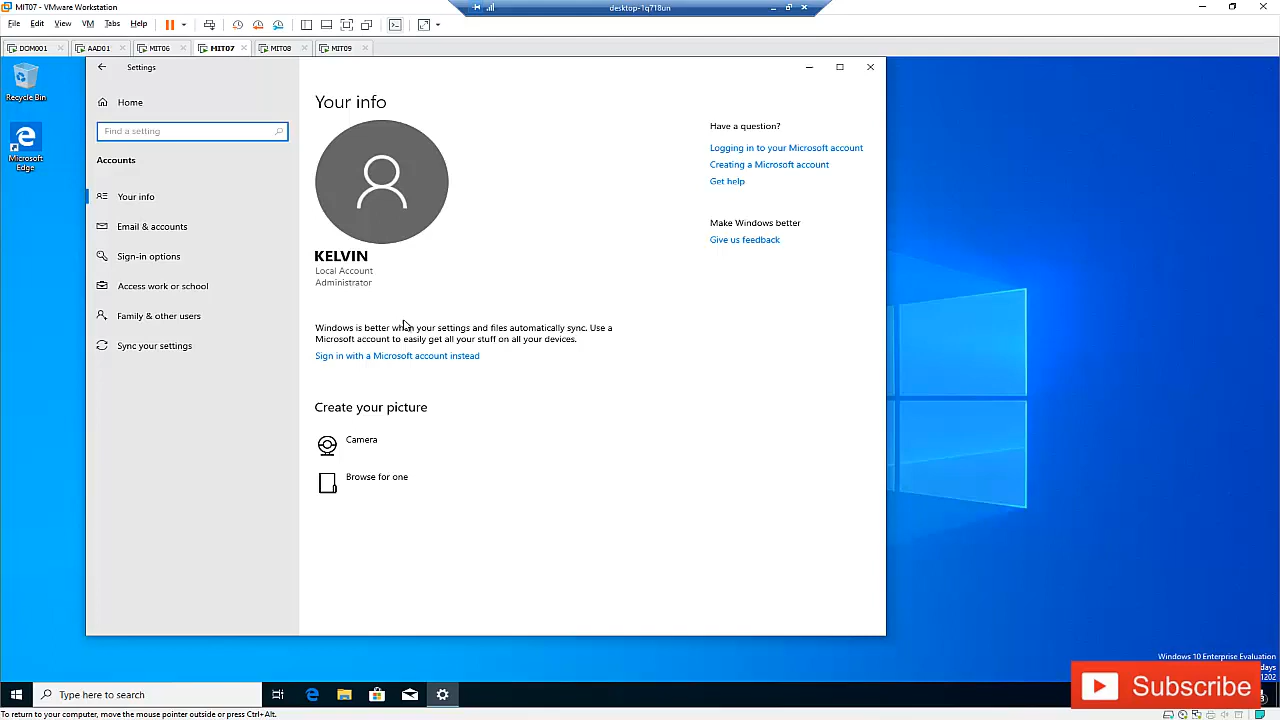 MIT07 - VMware Workstation
desktop-1q718un
File Edit View VM Tabs Help
DOM001 AAD01 MIT06 MIT07 MIT08 MIT09
Recycle Bin
Microsoft
Edge
Settings
Home
Find a setting
Accounts
Your info
Email & accounts
Sign-in options
Access work or school
Family & other users
Sync your settings
Your info
KELVIN
Local Account
Administrator
Windows is better when your settings and files automatically sync. Use a
Microsoft account to easily get all your stuff on all your devices.
Sign in with a Microsoft account instead
Create your picture
Camera
Browse for one
Have a question?
Logging in to your Microsoft account
Creating a Microsoft account
Get help
Make Windows better
Give us feedback
Windows 10 Enterprise Evaluation
days
1202
Subscribe
Type here to search
To return to your computer, move the mouse pointer outside or press Ctrl+Alt.